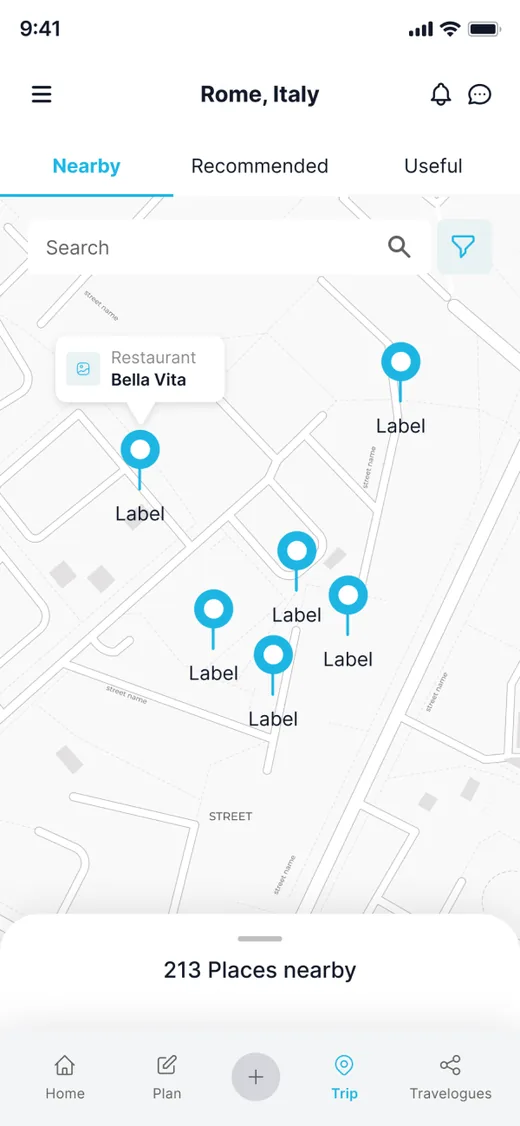 9:41
Rome, Italy
Nearby
Recommended
Useful
Search
street name
Restaurant
Bella Vita
Label
street name
Label
Label
Label
Label
Label
street name
street name
STREET
street name
213 Places nearby
Home
Plan
Trip
Travelogues